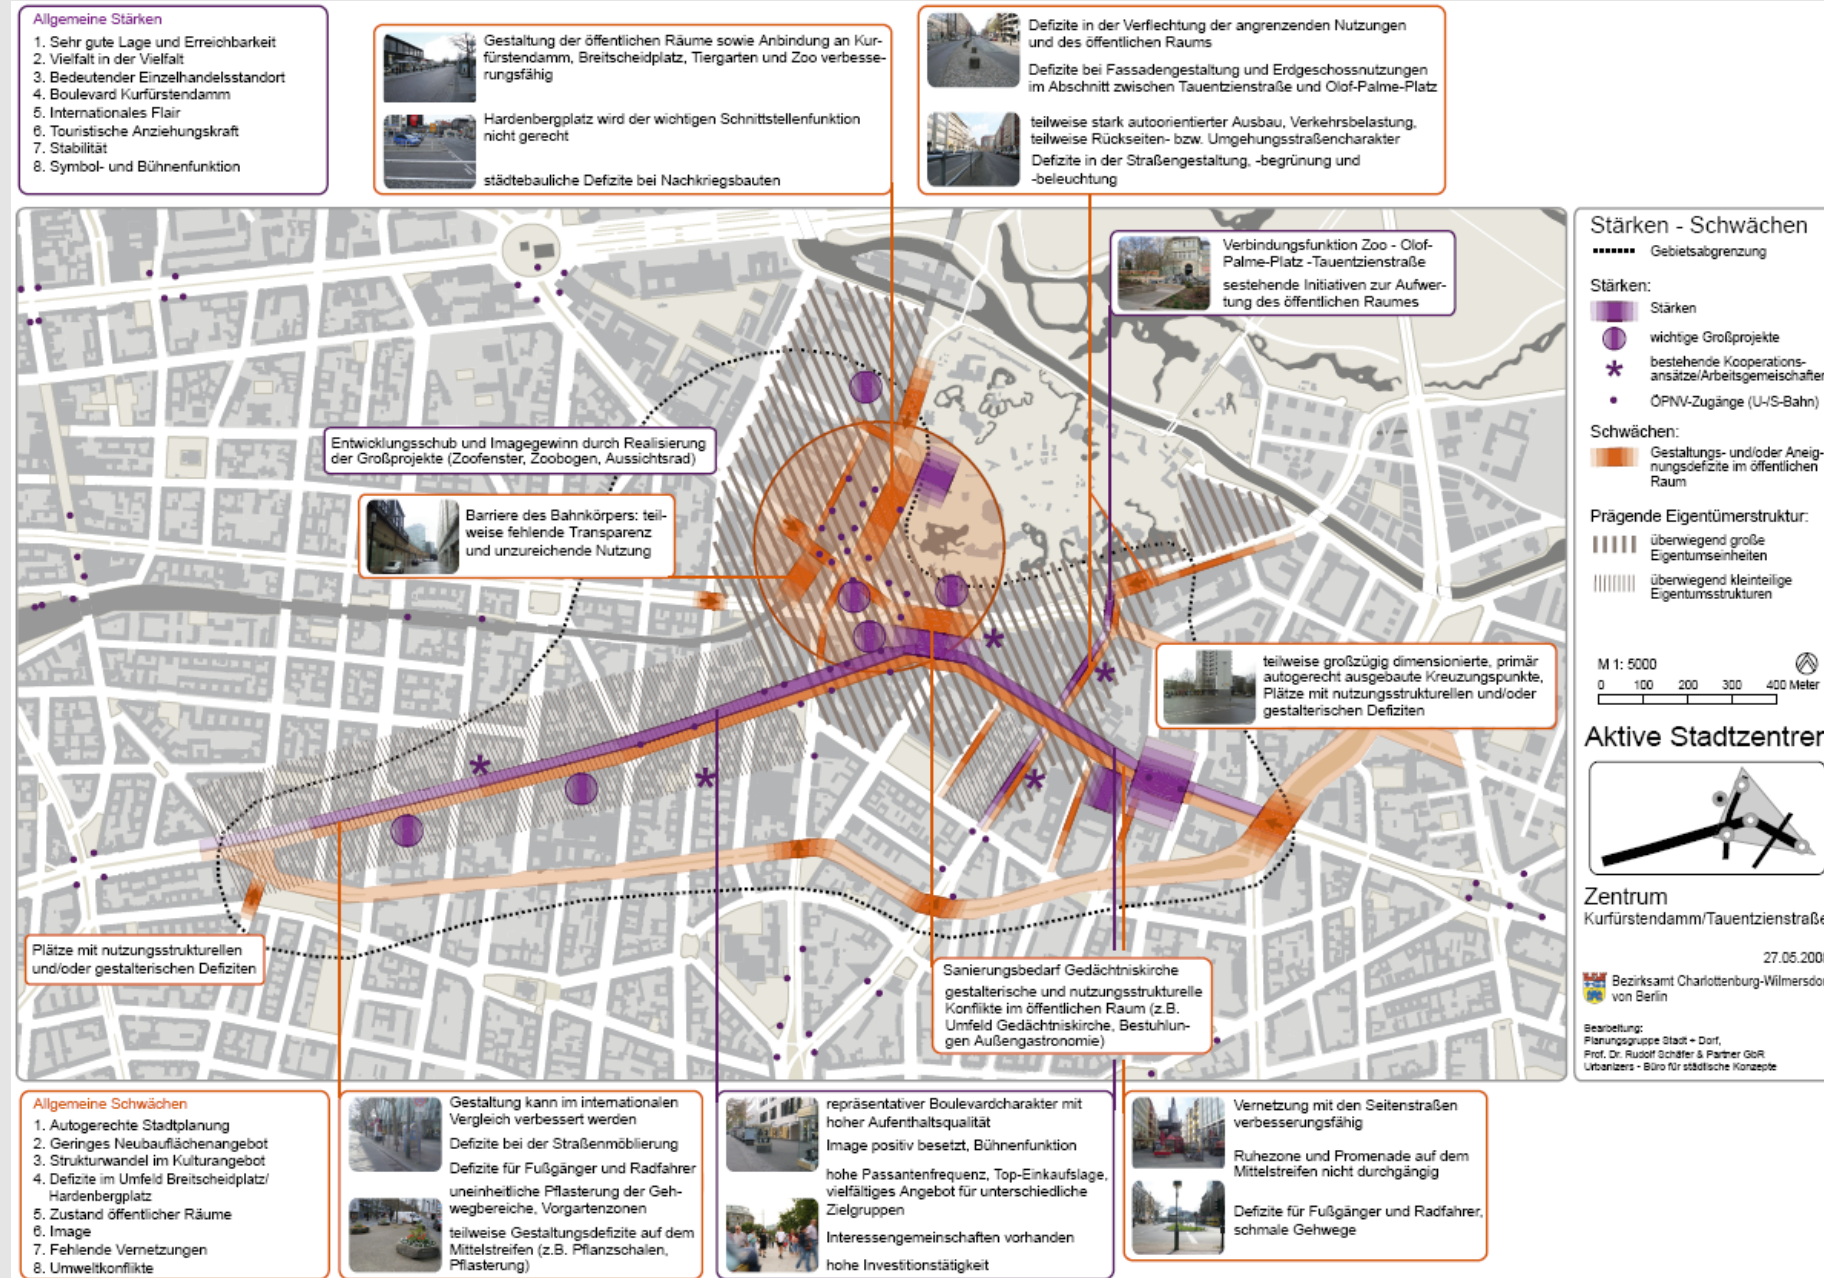 Allgemeine Stärken
1. Sehr gute Lage und Erreichbarkeit
2. Vielfalt in der Vielfalt
3. Bedeutender Einzelhandelsstandort
4. Boulevard Kurfürstendamm
5. Internationales Flair
6. Touristische Anziehungskraft
7. Stabilität
8. Symbol- und Bühnenfunktion
Gestaltung der öffentlichen Räume sowie Anbindung an Kur-
fürstendamm, Breitscheidplatz, Tiergarten und Zoo verbesse-
rungsfähig
Hardenbergplatz wird der wichtigen Schnittstellenfunktion
nicht gerecht
städtebauliche Defizite bei Nachkriegsbauten
Defizite in der Verflechtung der angrenzenden Nutzungen
und des öffentlichen Raums
Defizite bei Fassadengestaltung und Erdgeschossnutzungen
im Abschnitt zwischen Tauentzienstraße und Olof-Palme-Platz
teilweise stark autoorientierter Ausbau, Verkehrsbelastung,
teilweise Rückseiten- bzw. Umgehungsstraßencharakter
Defizite in der Straßengestaltung, -begrünung und
-beleuchtung
Verbindungsfunktion Zoo - Olof-
Palme-Platz -Tauentzienstraße
sestehende Initiativen zur Aufwer-
tung des öffentlichen Raumes
Entwicklungsschub und Imagegewinn durch Realisierung
der Großprojekte (Zoofenster, Zoobogen, Aussichtsrad)
Barriere des Bahnkörpers: teil-
weise fehlende Transparenz
und unzureichende Nutzung
teilweise großzügig dimensionierte, primär
autogerecht ausgebaute Kreuzungspunkte,
Plätze mit nutzungsstrukturellen und/oder
gestalterischen Defiziten
Plätze mit nutzungsstrukturellen
und/oder gestalterischen Defiziten
Sanierungsbedarf Gedächtniskirche
gestalterische und nutzungsstrukturelle
Konflikte im öffentlichen Raum (z.B.
Umfeld Gedächtniskirche, Bestuhlun-
gen Außengastronomie)
Stärken - Schwächen
Gebietsabgrenzung
Stärken:
Stärken
wichtige Großprojekte
bestehende Kooperations-
ansätze/Arbeitsgemeischafter
ÖPNV-Zugänge (U-/S-Bahn)
Schwächen:
Gestaltungs- und/oder Aneig-
nungsdefizite im öffentlichen
Raum
Prägende Eigentümerstruktur:
überwiegend große
Eigentumseinheiten
überwiegend kleinteilige
Eigentumsstrukturen
M 1: 5000
0 100 200 300 400 Meter
Aktive Stadtzentren
Zentrum
Kurfürstendamm/Tauentzienstraße
27.05.2008
Bezirksamt Charlottenburg-Wilmersdorf
von Berlin
Bearbeitung:
Planungsgruppe Stadt + Dorf,
Prof. Dr. Rudolf Schäfer & Partner GbR
Urbanizers - Büro für städtische Konzepte
Allgemeine Schwächen
1. Autogerechte Stadtplanung
2. Geringes Neubauflächenangebot
3. Strukturwandel im Kulturangebot
4. Defizite im Umfeld Breitscheidplatz/
Hardenbergplatz
5. Zustand öffentlicher Räume
6. Image
7. Fehlende Vernetzungen
8. Umweltkonflikte
Gestaltung kann im internationalen
Vergleich verbessert werden
Defizite bei der Straßenmöblierung
Defizite für Fußgänger und Radfahrer
uneinheitliche Pflasterung der Geh-
wegbereiche, Vorgartenzonen
teilweise Gestaltungsdefizite auf dem
Mittelstreifen (z.B. Pflanzschalen,
Pflasterung)
repräsentativer Boulevardcharakter mit
hoher Aufenthaltsqualität
Image positiv besetzt, Bühnenfunktion
hohe Passantenfrequenz, Top-Einkaufslage,
vielfältiges Angebot für unterschiedliche
Zielgruppen
Interessengemeinschaften vorhanden
hohe Investitionstätigkeit
Vernetzung mit den Seitenstraßen
verbesserungsfähig
Ruhezone und Promenade auf dem
Mittelstreifen nicht durchgängig
Defizite für Fußgänger und Radfahrer,
schmale Gehwege